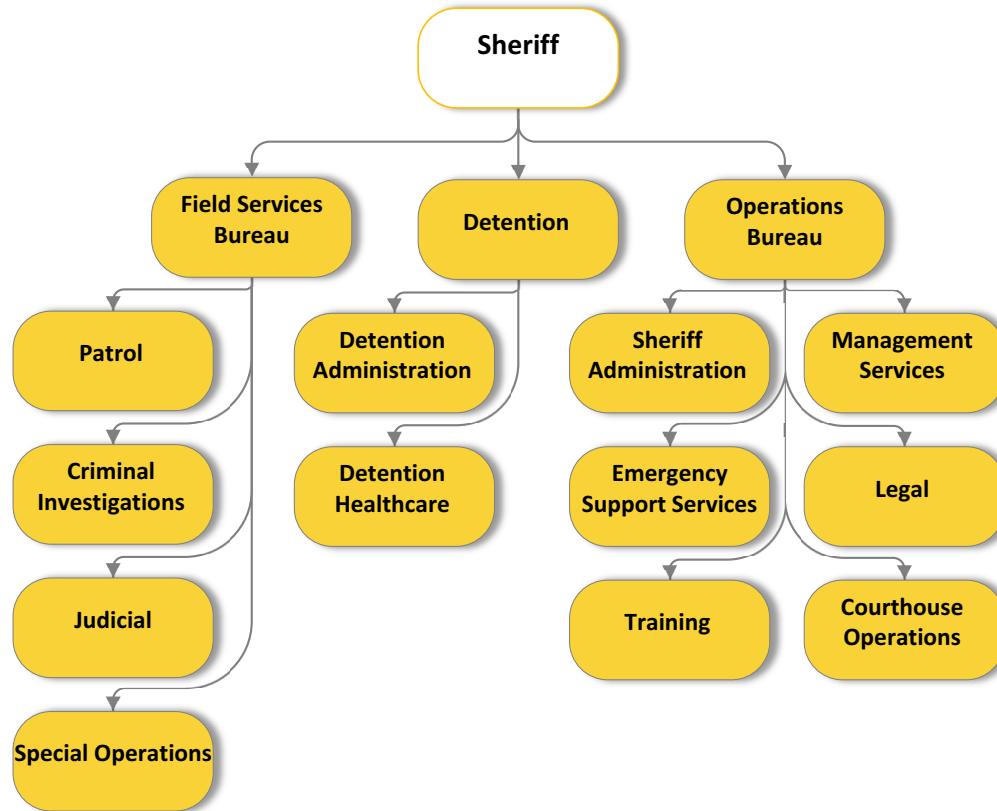 Sheriff
Field Services
Bureau
Detention
Operations
Bureau
Patrol
Detention
Administration
Sheriff
Administration
Management
Services
Criminal
Investigations
Detention
Healthcare
Emergency
Support Services
Legal
Judicial
Training
Courthouse
Operations
Special Operations